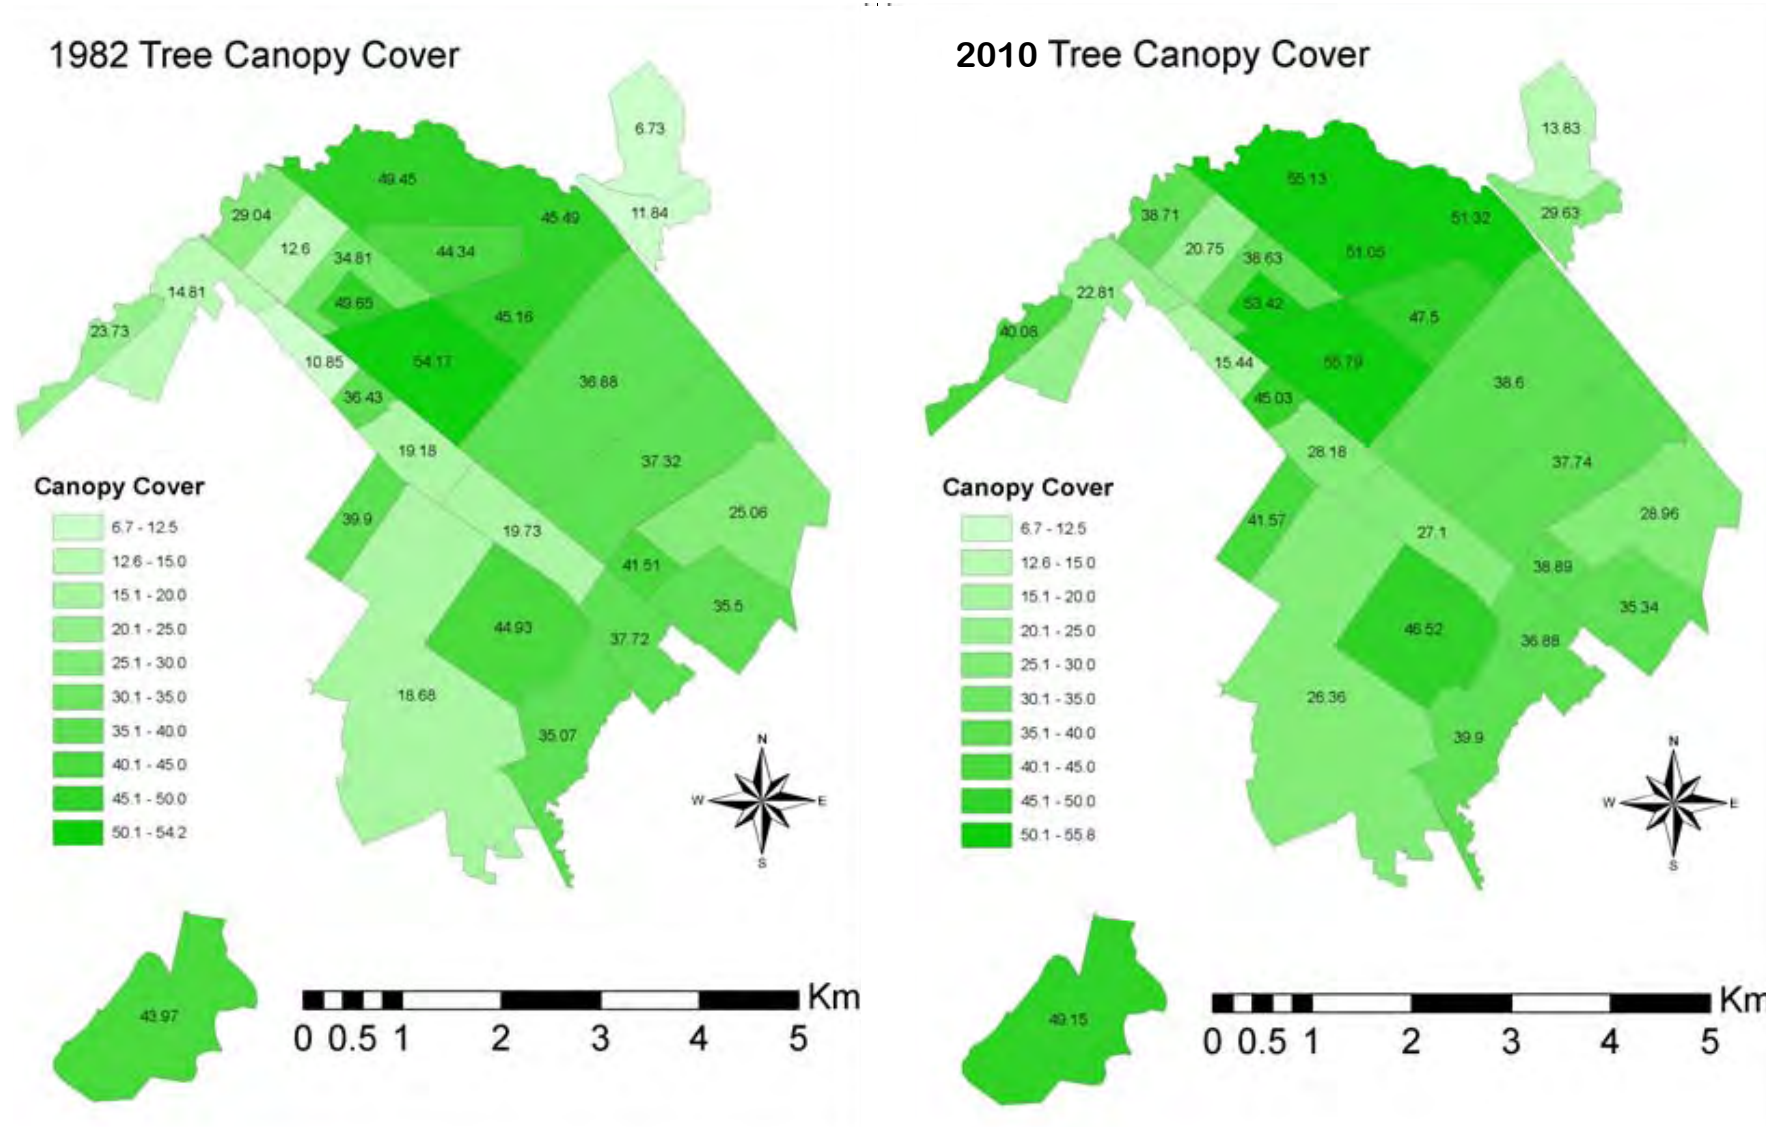 1982 Tree Canopy Cover
6.73
49.45
29.04
45.49
11.84
12.6
34.81
44.34
14.81
49.65
45.16
23.73
10.85
54.17
36.88
36.43
19.18
37.32
39.9
19.73
25.06
41.51
35.5
44.93
37.72
18.68
35.07
Canopy Cover
6.7 - 12.5
12.6 - 15.0
15.1 - 20.0
20.1 - 25.0
25.1 - 30.0
30.1 - 35.0
35.1 - 40.0
40.1 - 45.0
45.1 - 50.0
50.1 - 54.2
N
W E
S
43.97
Km
0 0.5 1 2 3 4 5
2010 Tree Canopy Cover
13.83
55.13
38.71
51.32
29.63
20.75
38.63
51.05
22.81
53.42
47.5
40.08
15.44
55.79
38.6
45.03
28.18
37.74
41.57
27.1
28.96
38.89
35.34
46.52
36.88
26.36
39.9
Canopy Cover
6.7 - 12.5
12.6 - 15.0
15.1 - 20.0
20.1 - 25.0
25.1 - 30.0
30.1 - 35.0
35.1 - 40.0
40.1 - 45.0
45.1 - 50.0
50.1 - 55.8
N
W E
S
49.15
Km
0 0.5 1 2 3 4 5